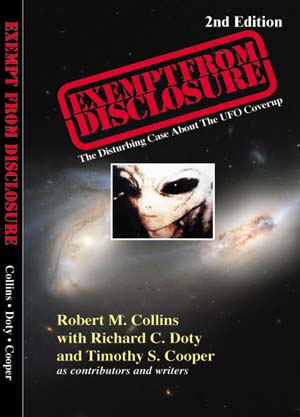 EXEMPT FROM DISCLOSURE
Collins • Doty • Cooper
2nd Edition
EXEMPT FROM
DISCLOSURE
The Disturbing Case About The UFO Coverup
Robert M. Collins
with Richard C. Doty
and Timothy S. Cooper
as contributors and writers